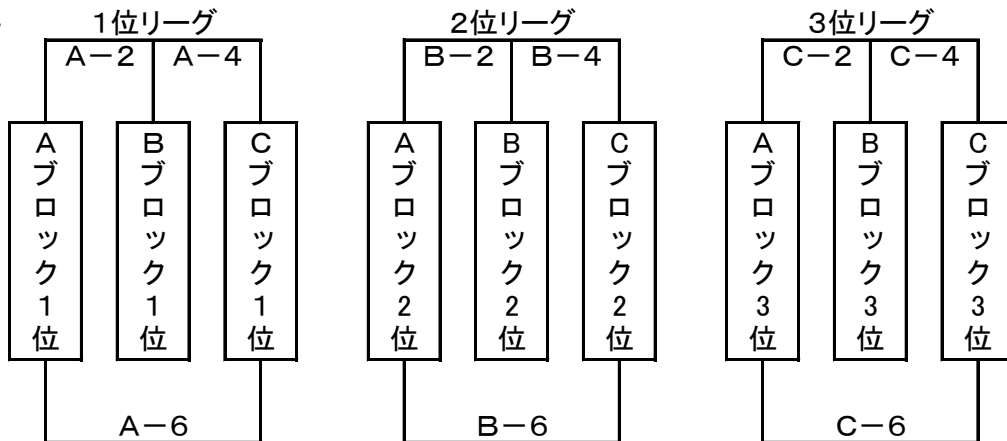 1位リーグ
A－2
A－4
Aブロック1位
Bブロック1位
Cブロック1位
A－6
2位リーグ
B－2
B－4
Aブロック2位
Bブロック2位
Cブロック2位
B－6
3位リーグ
C－2
C－4
Aブロック3位
Bブロック3位
Cブロック3位
C－6